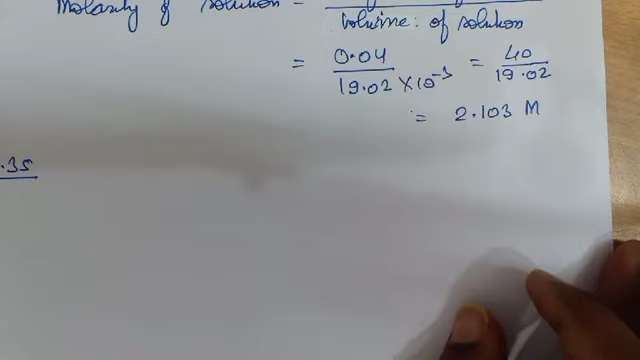 Molarity of solution =
volume: of solution
= 0.04 / 19.02 × 10⁻³ = 40 / 19.02
= 2.103 M
.35